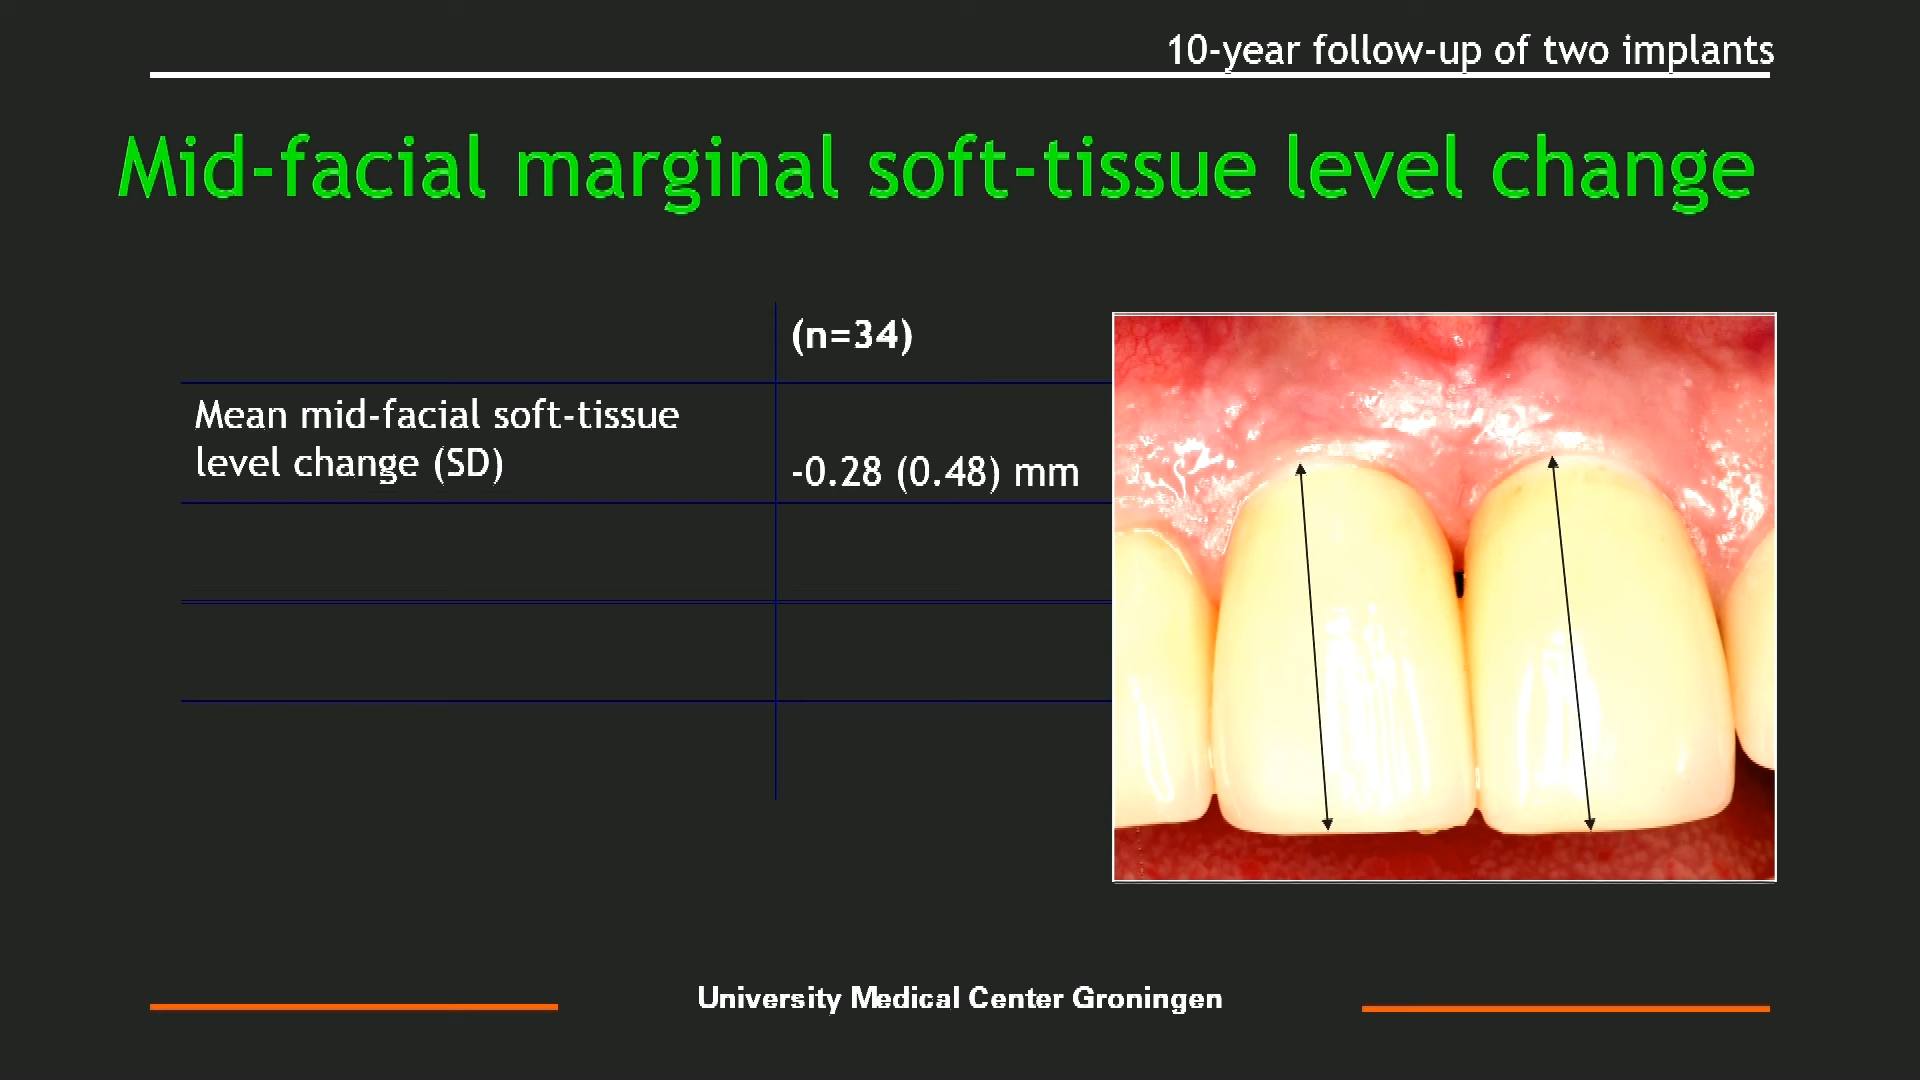 10-year follow-up of two implants
Mid-facial marginal soft-tissue level change
(n=34)
Mean mid-facial soft-tissue
level change (SD)
-0.28 (0.48) mm
University Medical Center Groningen